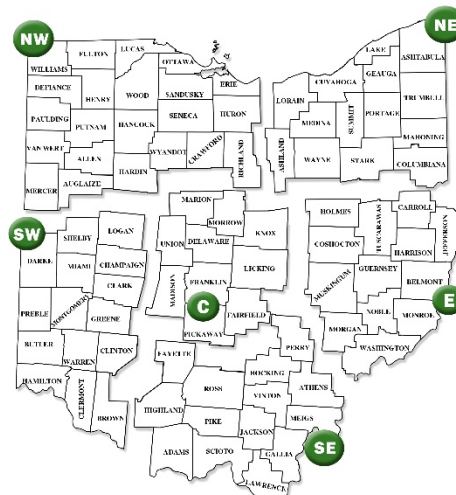 NW
NE
FULTON
LUCAS
WILLIAMS
OTTAWA
DEFIANCE
HENRY
WOOD
SANDUSKY
ERIE
PAULDING
PUTNAM
HANCOCK
SENECA
HURON
VAN WERT
ALLEN
WYANDOT
CRAWFORD
RICHLAND
MERCER
AUGLAIZE
HARDIN
LAKE
ASHTABULA
GEAUGA
CUYAHOGA
LORAIN
TRUMBULL
MEDINA
SUMMIT
PORTAGE
MAHONING
ASHLAND
WAYNE
STARK
COLUMBIANA
SW
LOGAN
SHELBY
DARKE
MIAMI
CHAMPAIGN
CLARK
PREBLE
MONTGOMERY
GREENE
BUTLER
WARREN
CLINTON
HAMILTON
CLERMONT
BROWN
MARION
MORROW
KNOX
UNION
DELAWARE
LICKING
MADISON
FRANKLIN
C
FAIRFIELD
PICKAWAY
HOLMES
TUSCARAWAS
CARROLL
JEFFERSON
COSHOCTON
HARRISON
MUSKINGUM
GUERNSEY
BELMONT
E
NOBLE
MONROE
MORGAN
WASHINGTON
FAYETTE
PERRY
HOCKING
ROSS
ATHENS
VINTON
HIGHLAND
PIKE
MEIGS
JACKSON
SE
ADAMS
SCIOTO
GALLIA
LAWRENCE